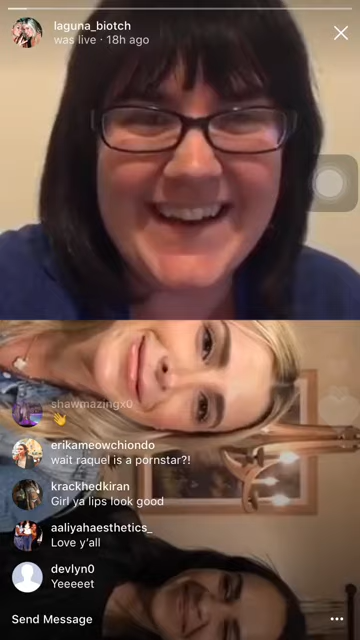 laguna_biotch
was live · 18h ago
shawmazingx0
👋
erikameowchiondo
wait raquel is a pornstar?!
krackhedkiran
Girl ya lips look good
aaliyahaesthetics_
Love y'all
devlyn0
Yeeeeet
Send Message